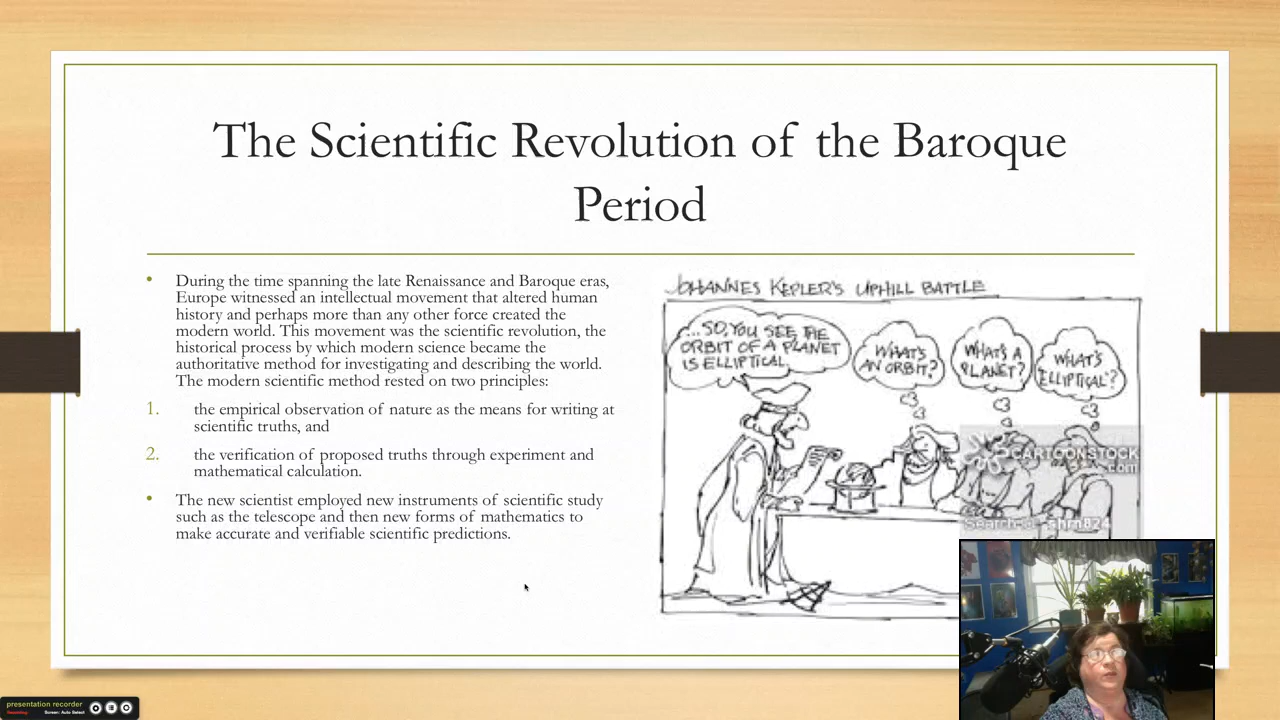 The Scientific Revolution of the Baroque
Period
• During the time spanning the late Renaissance and Baroque eras,
Europe witnessed an intellectual movement that altered human
history and perhaps more than any other force created the
modern world. This movement was the scientific revolution, the
historical process by which modern science became the
authoritative method for investigating and describing the world.
The modern scientific method rested on two principles:
1. the empirical observation of nature as the means for writing at
scientific truths, and
2. the verification of proposed truths through experiment and
mathematical calculation.
• The new scientist employed new instruments of scientific study
such as the telescope and then new forms of mathematics to
make accurate and verifiable scientific predictions.
JOHANNES KEPLER'S UPHILL BATTLE
...SO, YOU SEE THE
ORBIT OF A PLANET
IS ELLIPTICAL
WHAT'S
AN ORBIT?
WHAT'S A
PLANET?
WHAT'S
'ELLIPTICAL'?
CARTOONSTOCK
.com
shrn824
presentation recorder
Screen: Auto Select